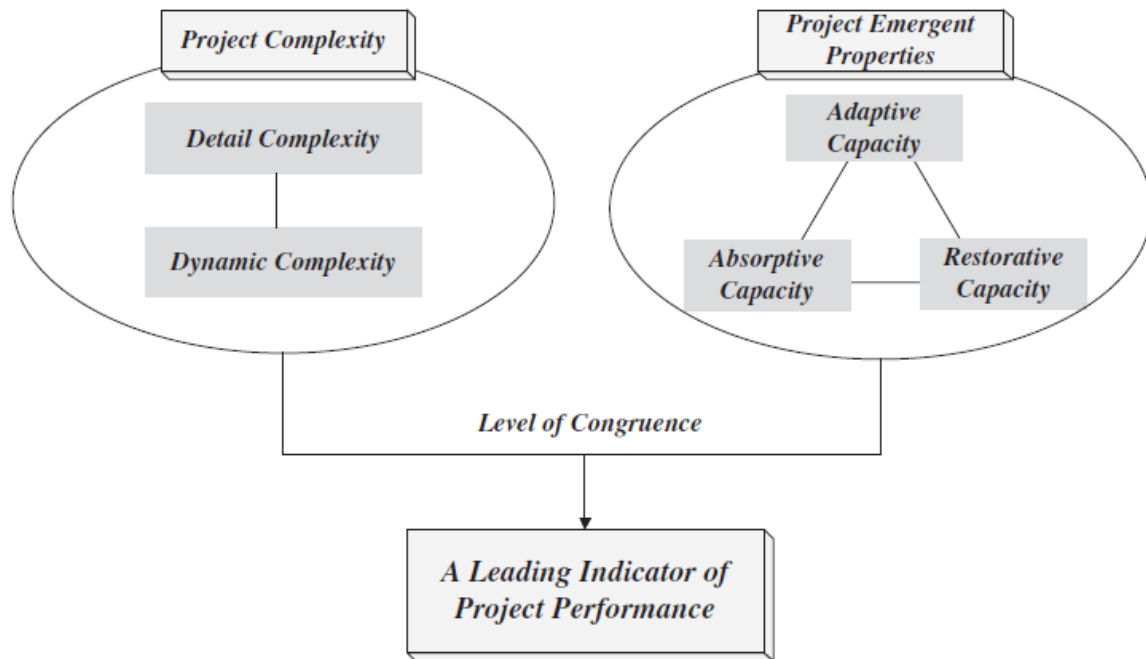 Project Complexity
Detail Complexity
Dynamic Complexity
Project Emergent
Properties
Adaptive
Capacity
Absorptive
Capacity
Restorative
Capacity
Level of Congruence
A Leading Indicator of
Project Performance